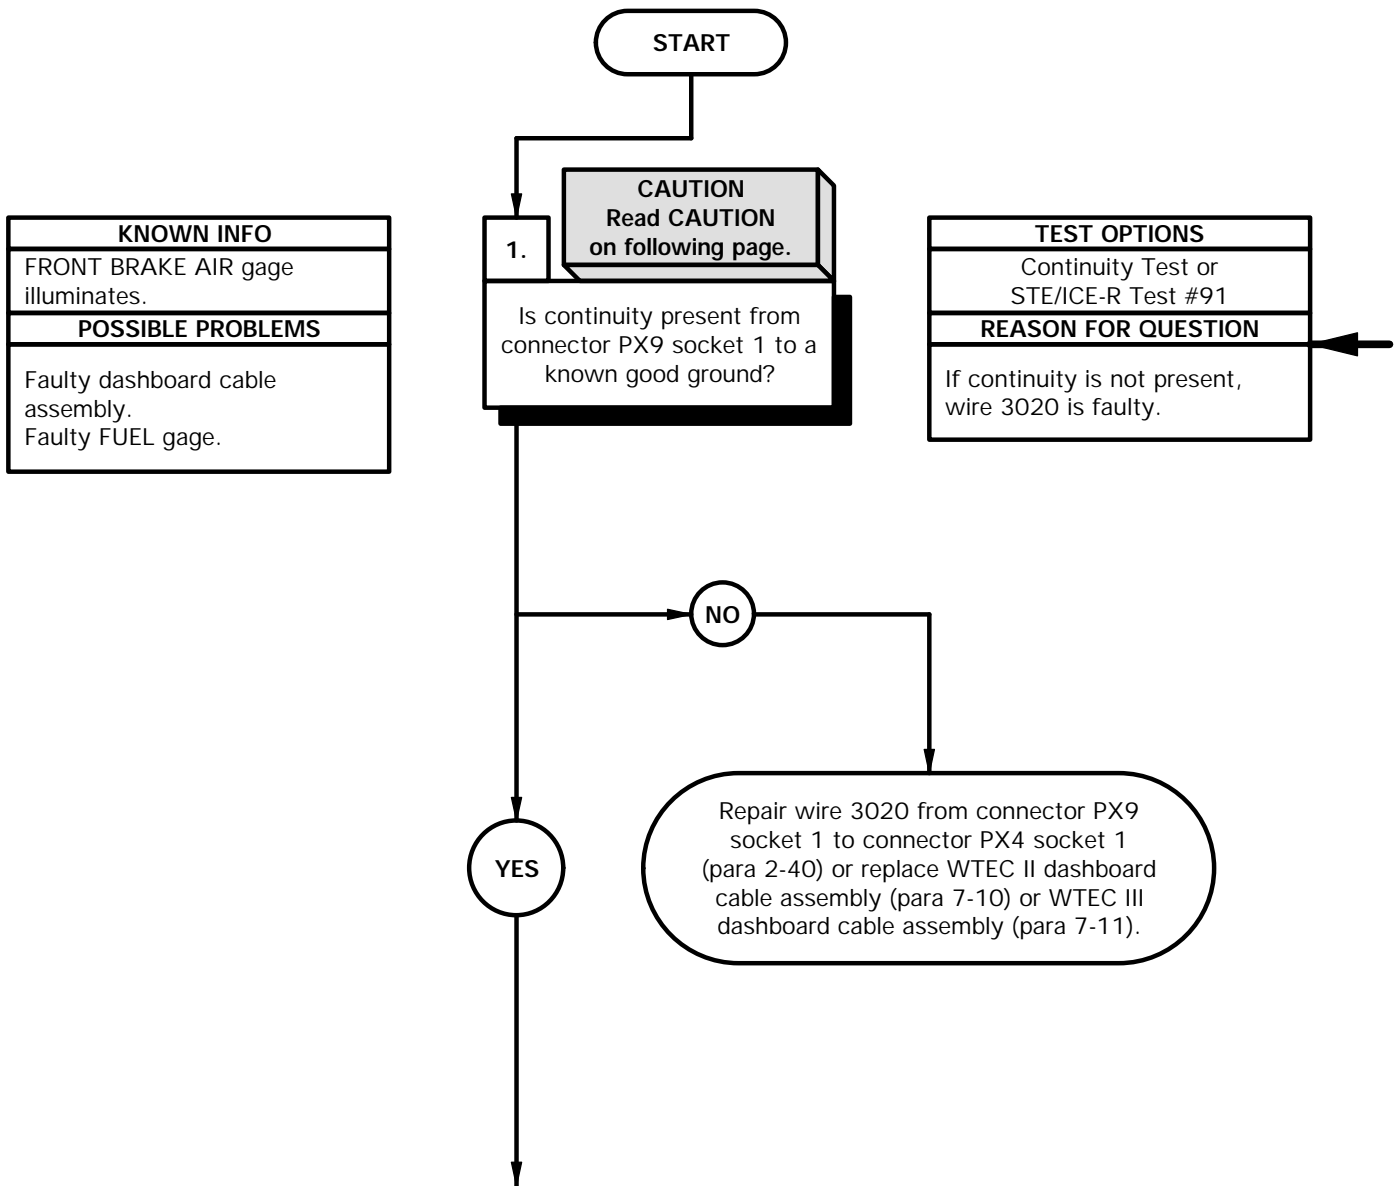 START
CAUTION
Read CAUTION
on following page.
KNOWN INFO
FRONT BRAKE AIR gage
illuminates.
POSSIBLE PROBLEMS
Faulty dashboard cable
assembly.
Faulty FUEL gage.
1.
Is continuity present from
connector PX9 socket 1 to a
known good ground?
TEST OPTIONS
Continuity Test or
STE/ICE-R Test #91
REASON FOR QUESTION
If continuity is not present,
wire 3020 is faulty.
NO
YES
Repair wire 3020 from connector PX9
socket 1 to connector PX4 socket 1
(para 2-40) or replace WTEC II dashboard
cable assembly (para 7-10) or WTEC III
dashboard cable assembly (para 7-11).